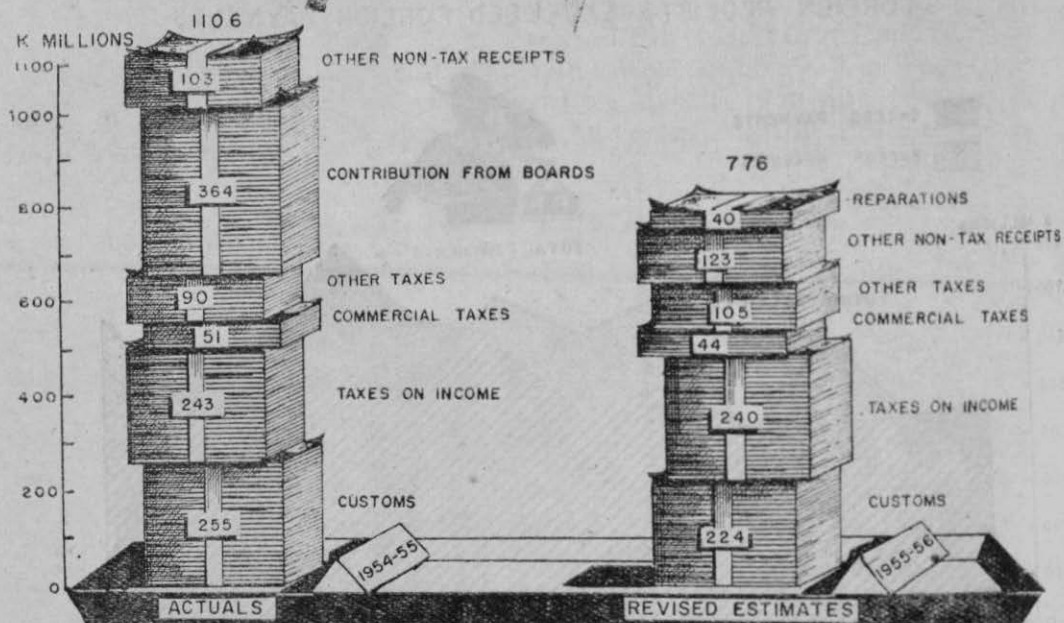 1106
K MILLIONS
1100
1000
800
600
400
200
0
103
OTHER NON-TAX RECEIPTS
364
CONTRIBUTION FROM BOARDS
90
OTHER TAXES
51
COMMERCIAL TAXES
243
TAXES ON INCOME
255
CUSTOMS
1954-55
ACTUALS
776
40
REPARATIONS
123
OTHER NON-TAX RECEIPTS
105
OTHER TAXES
44
COMMERCIAL TAXES
240
TAXES ON INCOME
224
CUSTOMS
1955-56
REVISED ESTIMATES